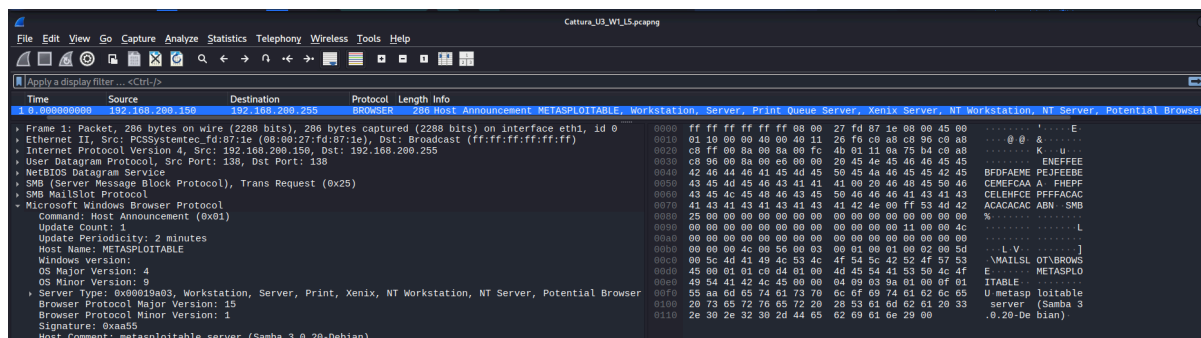 Cattura_U3_W1_L5.pcapng
File Edit View Go Capture Analyze Statistics Telephony Wireless Tools Help
Apply a display filter ... <Ctrl-/>
Time Source Destination Protocol Length Info
1 0.000000000 192.168.200.150 192.168.200.255 BROWSER 286 Host Announcement METASPLOITABLE, Workstation, Server, Print Queue Server, Xenix Server, NT Workstation, NT Server, Potential Browser
Frame 1: Packet, 286 bytes on wire (2288 bits), 286 bytes captured (2288 bits) on interface eth1, id 0
Ethernet II, Src: PCSSystemtec_fd:87:1e (08:00:27:fd:87:1e), Dst: Broadcast (ff:ff:ff:ff:ff:ff)
Internet Protocol Version 4, Src: 192.168.200.150, Dst: 192.168.200.255
User Datagram Protocol, Src Port: 138, Dst Port: 138
NetBIOS Datagram Service
SMB (Server Message Block Protocol), Trans Request (0x25)
SMB MailSlot Protocol
Microsoft Windows Browser Protocol
Command: Host Announcement (0x01)
Update Count: 1
Update Periodicity: 2 minutes
Host Name: METASPLOITABLE
Windows version:
OS Major Version: 4
OS Minor Version: 9
Server Type: 0x00019a03, Workstation, Server, Print, Xenix, NT Workstation, NT Server, Potential Browser
Browser Protocol Major Version: 15
Browser Protocol Minor Version: 1
Signature: 0xaa55
Host Comment: metasploitable server (Samba 3.0.20-Debian)
0000 ff ff ff ff ff ff 08 00 27 fd 87 1e 08 00 45 00 ········ '·····E·
0010 01 10 00 00 40 00 40 11 26 f6 c0 a8 c8 96 c0 a8 ····@·@· &·······
0020 c8 ff 00 8a 00 8a 00 fc 4b 01 11 0a 75 b4 c0 a8 ········ K···u···
0030 c8 96 00 8a 00 e6 00 00 20 45 4e 45 46 46 45 45 ········ ENEFFEE
0040 42 46 44 46 41 45 4d 45 50 45 4a 46 45 45 42 45 BFDFAEME PEJFEEBE
0050 43 45 4d 45 46 43 41 41 41 00 20 46 48 45 50 46 CEMEFCAA A· FHEPF
0060 43 45 4c 45 48 46 43 45 50 46 46 46 41 43 41 43 CELEHFCE PFFFACAC
0070 41 43 41 43 41 43 41 43 41 42 4e 00 ff 53 4d 42 ACACACAC ABN··SMB
0080 25 00 00 00 00 00 00 00 00 00 00 00 00 00 00 00 %······· ········
0090 00 00 00 00 00 00 00 00 00 00 00 00 11 00 00 4c ········ ·······L
00a0 00 00 00 00 00 00 00 00 00 00 00 00 00 00 00 00 ········ ········
00b0 00 00 00 4c 00 56 00 03 00 01 00 01 00 02 00 5d ···L·V·· ·······]
00c0 00 5c 4d 41 49 4c 53 4c 4f 54 5c 42 52 4f 57 53 ·\MAILSL OT\BROWS
00d0 45 00 01 01 c0 d4 01 00 4d 45 54 41 53 50 4c 4f E······· METASPLO
00e0 49 54 41 42 4c 45 00 00 04 09 03 9a 01 00 0f 01 ITABLE·· ········
00f0 55 aa 6d 65 74 61 73 70 6c 6f 69 74 61 62 6c 65 U·metasp loitable
0100 20 73 65 72 76 65 72 20 28 53 61 6d 62 61 20 33 server (Samba 3
0110 2e 30 2e 32 30 2d 44 65 62 69 61 6e 29 00 .0.20-De bian)·